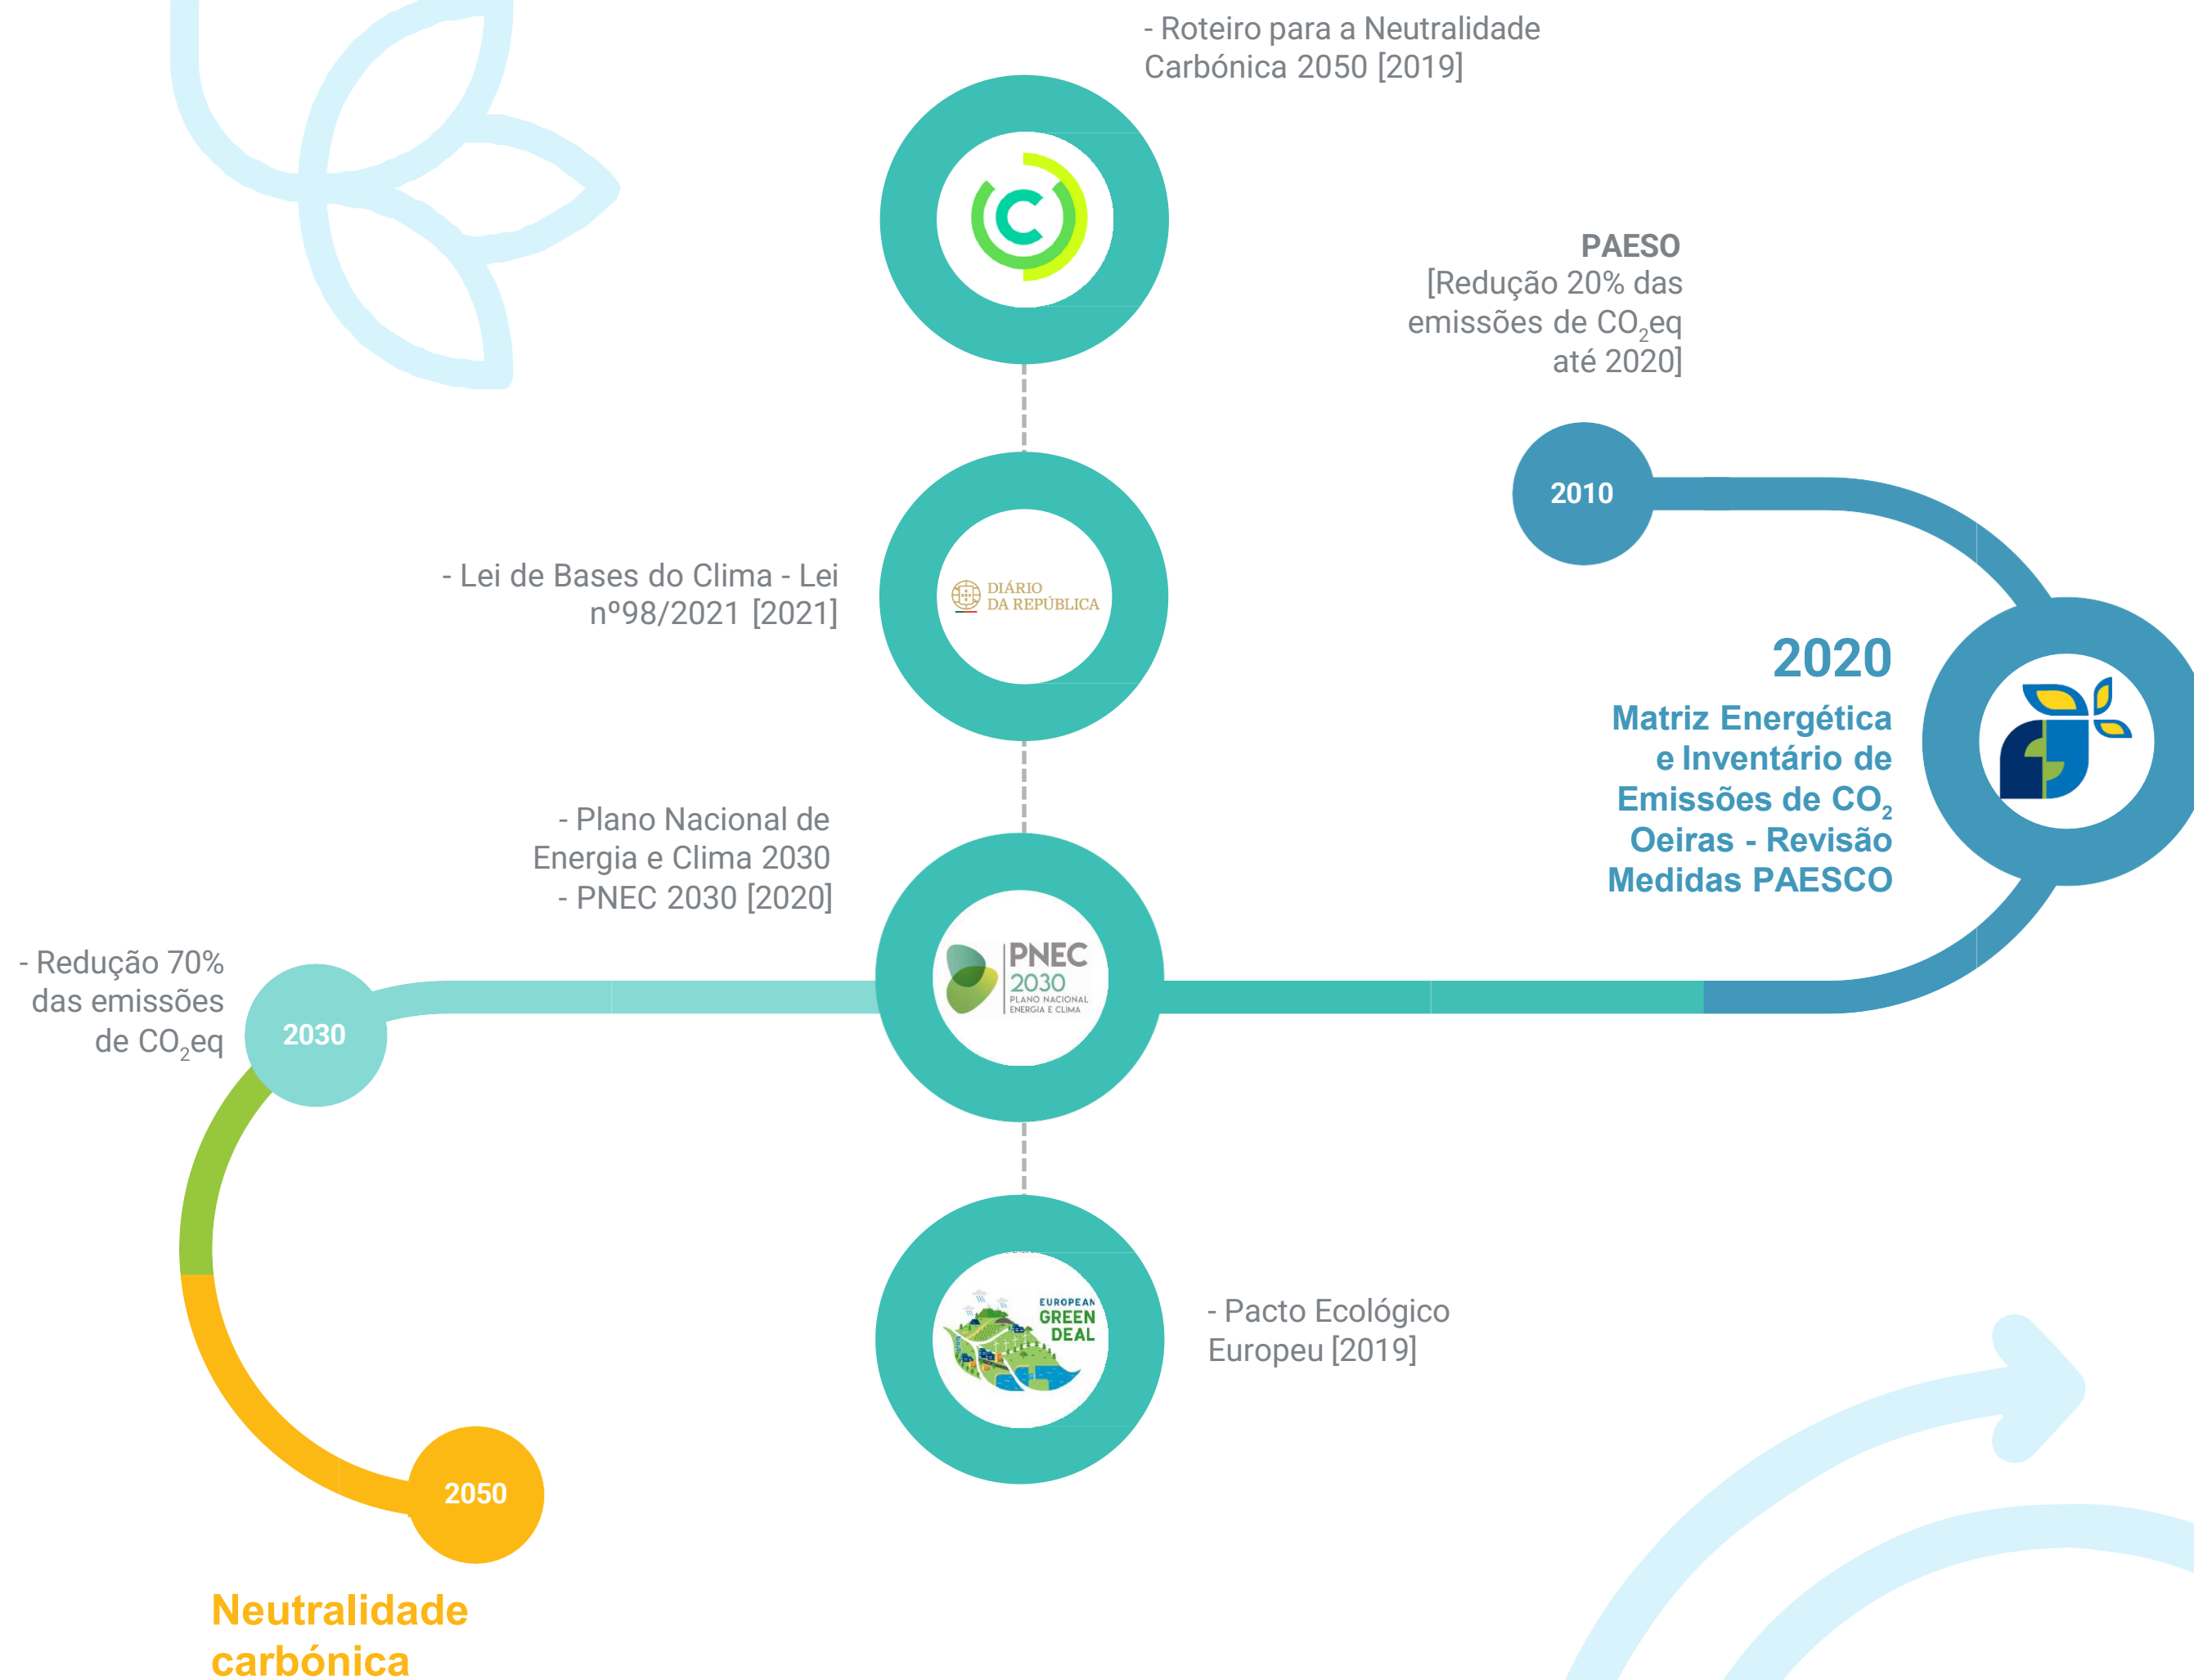 - Roteiro para a Neutralidade
Carbónica 2050 [2019]
PAESO
[Redução 20% das
emissões de CO₂eq
até 2020]
2010
- Lei de Bases do Clima - Lei
nº98/2021 [2021]
DIÁRIO
DA REPÚBLICA
2020
Matriz Energética
e Inventário de
Emissões de CO₂
Oeiras - Revisão
Medidas PAESCO
- Plano Nacional de
Energia e Clima 2030
- PNEC 2030 [2020]
PNEC
2030
PLANO NACIONAL
ENERGIA E CLIMA
- Redução 70%
das emissões
de CO₂eq
2030
EUROPEAN
GREEN
DEAL
- Pacto Ecológico
Europeu [2019]
2050
Neutralidade
carbónica